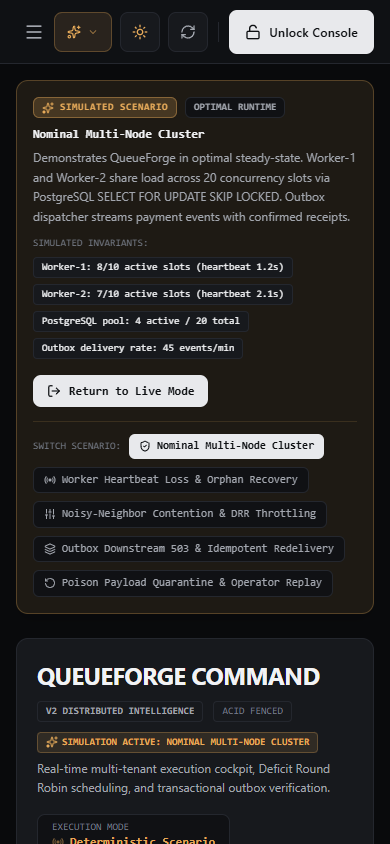 Unlock Console
SIMULATED SCENARIO
OPTIMAL RUNTIME
Nominal Multi-Node Cluster
Demonstrates QueueForge in optimal steady-state. Worker-1
and Worker-2 share load across 20 concurrency slots via
PostgreSQL SELECT FOR UPDATE SKIP LOCKED. Outbox
dispatcher streams payment events with confirmed receipts.
SIMULATED INVARIANTS:
Worker-1: 8/10 active slots (heartbeat 1.2s)
Worker-2: 7/10 active slots (heartbeat 2.1s)
PostgreSQL pool: 4 active / 20 total
Outbox delivery rate: 45 events/min
Return to Live Mode
SWITCH SCENARIO: Nominal Multi-Node Cluster
Worker Heartbeat Loss & Orphan Recovery
Noisy-Neighbor Contention & DRR Throttling
Outbox Downstream 503 & Idempotent Redelivery
Poison Payload Quarantine & Operator Replay
QUEUEFORGE COMMAND
V2 DISTRIBUTED INTELLIGENCE
ACID FENCED
SIMULATION ACTIVE: NOMINAL MULTI-NODE CLUSTER
Real-time multi-tenant execution cockpit, Deficit Round
Robin scheduling, and transactional outbox verification.
EXECUTION MODE
Deterministic Scenario